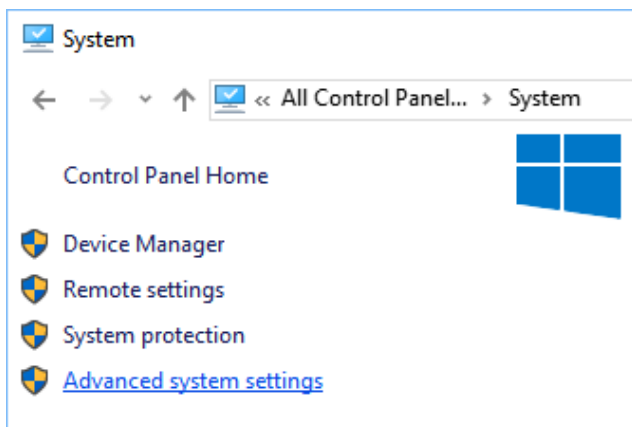 System
« All Control Panel... › System
Control Panel Home
Device Manager
Remote settings
System protection
Advanced system settings